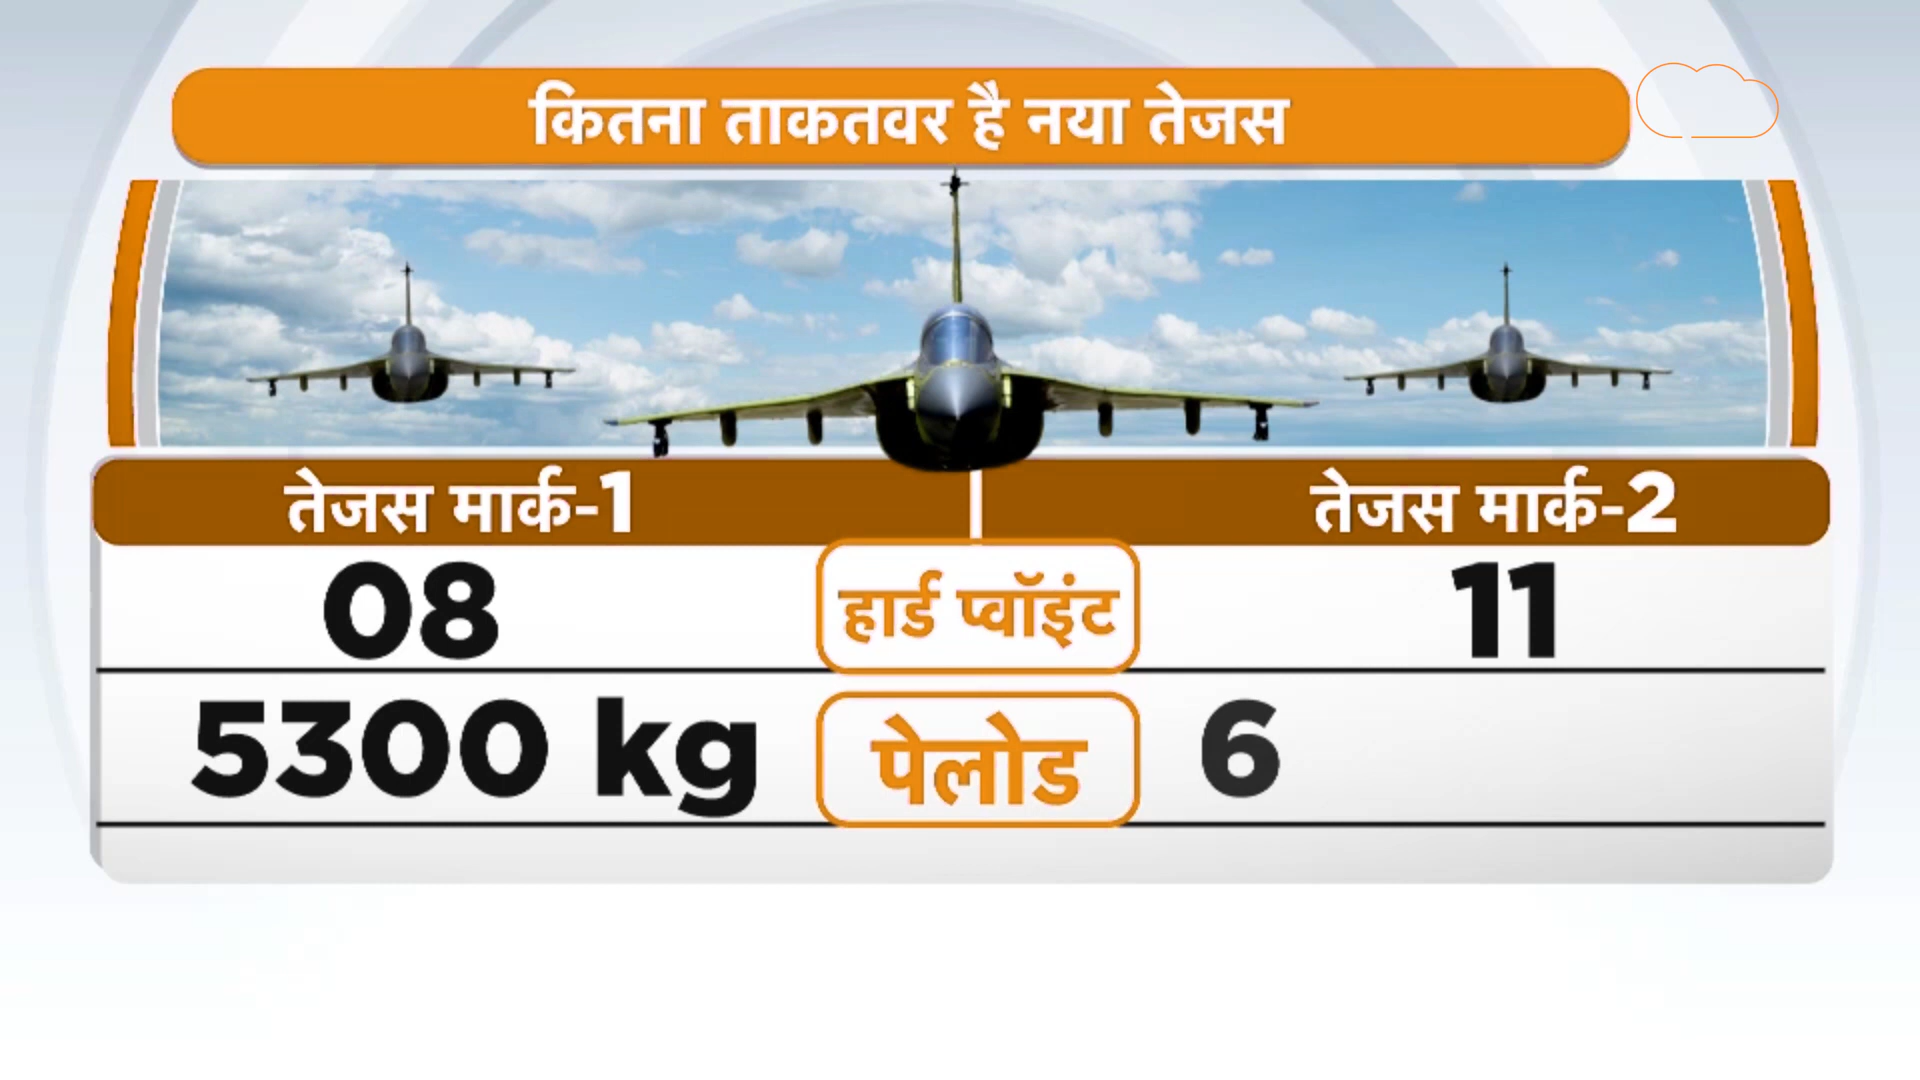 कितना ताकतवर है नया तेजस
तेजस मार्क-1
तेजस मार्क-2
08
हार्ड प्वॉइंट
11
5300 kg
पेलोड
6